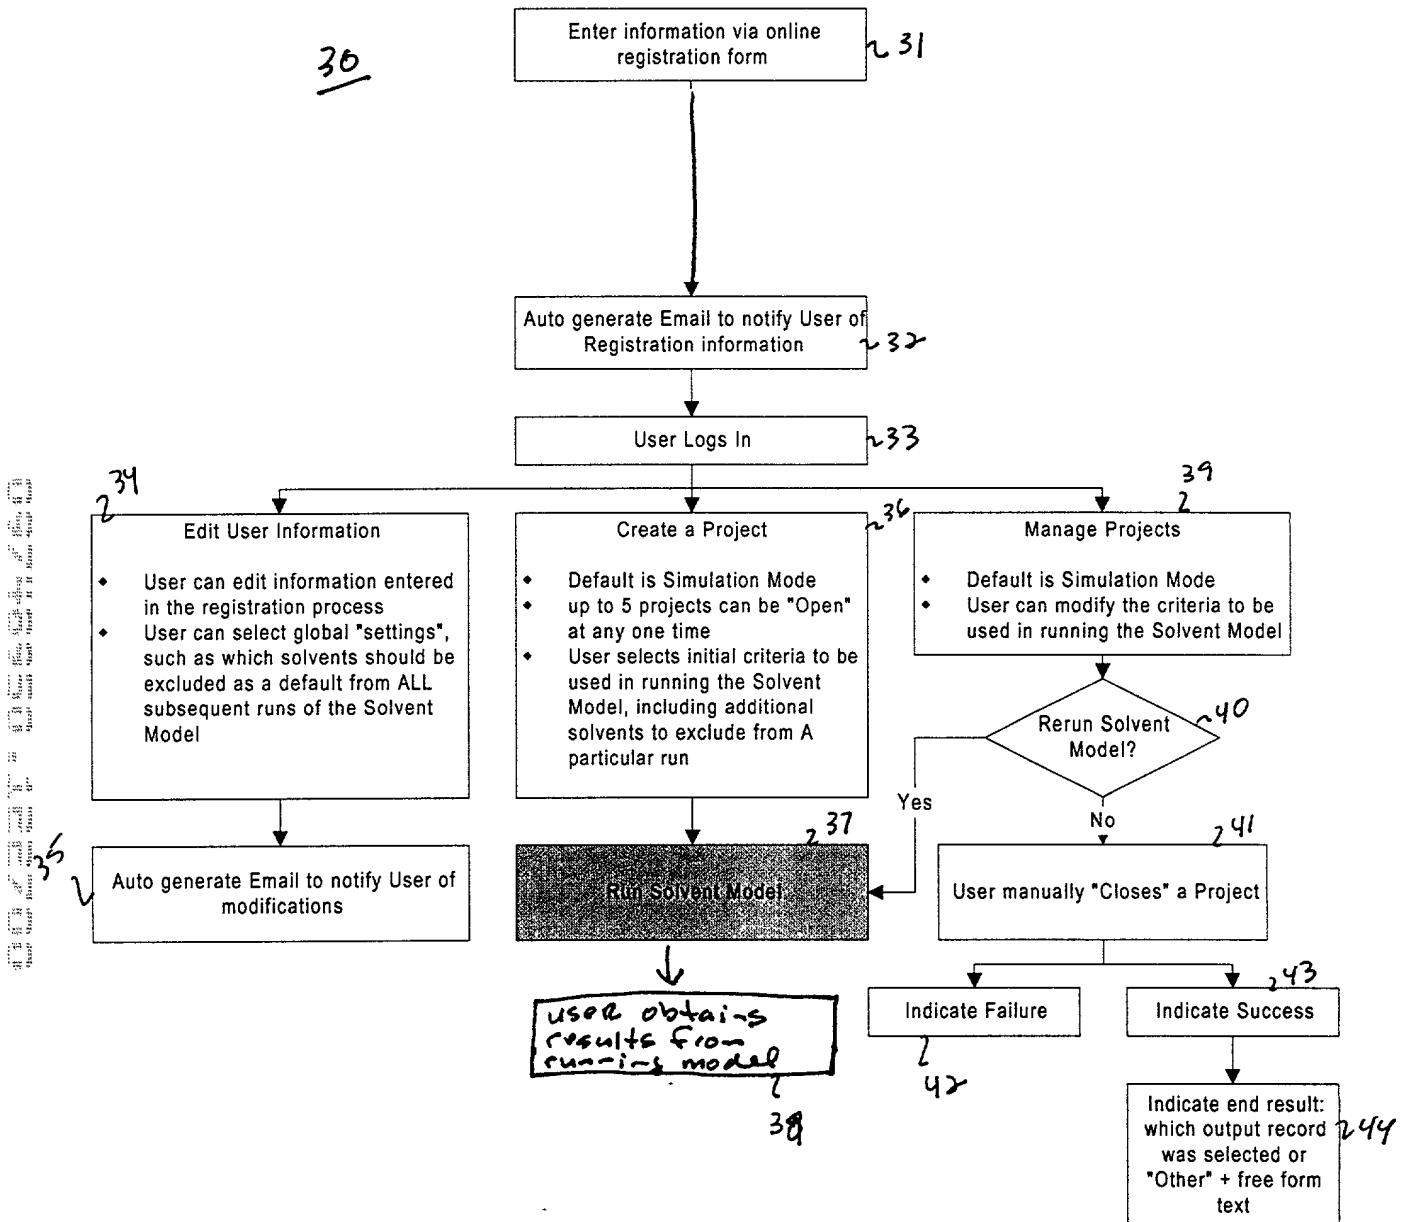 30
Enter information via online
registration form
31
Auto generate Email to notify User of
Registration information
32
User Logs In
33
34
Edit User Information
◆ User can edit information entered
in the registration process
◆ User can select global "settings",
such as which solvents should be
excluded as a default from ALL
subsequent runs of the Solvent
Model
36
Create a Project
◆ Default is Simulation Mode
◆ up to 5 projects can be "Open"
at any one time
◆ User selects initial criteria to be
used in running the Solvent
Model, including additional
solvents to exclude from A
particular run
39
Manage Projects
◆ Default is Simulation Mode
◆ User can modify the criteria to be
used in running the Solvent Model
40
Rerun Solvent
Model?
Yes
No
35
Auto generate Email to notify User of
modifications
37
Run Solvent Model
41
User manually "Closes" a Project
user obtains
results from
running model
38
Indicate Failure
42
43
Indicate Success
Indicate end result:
which output record
was selected or
"Other" + free form
text
44